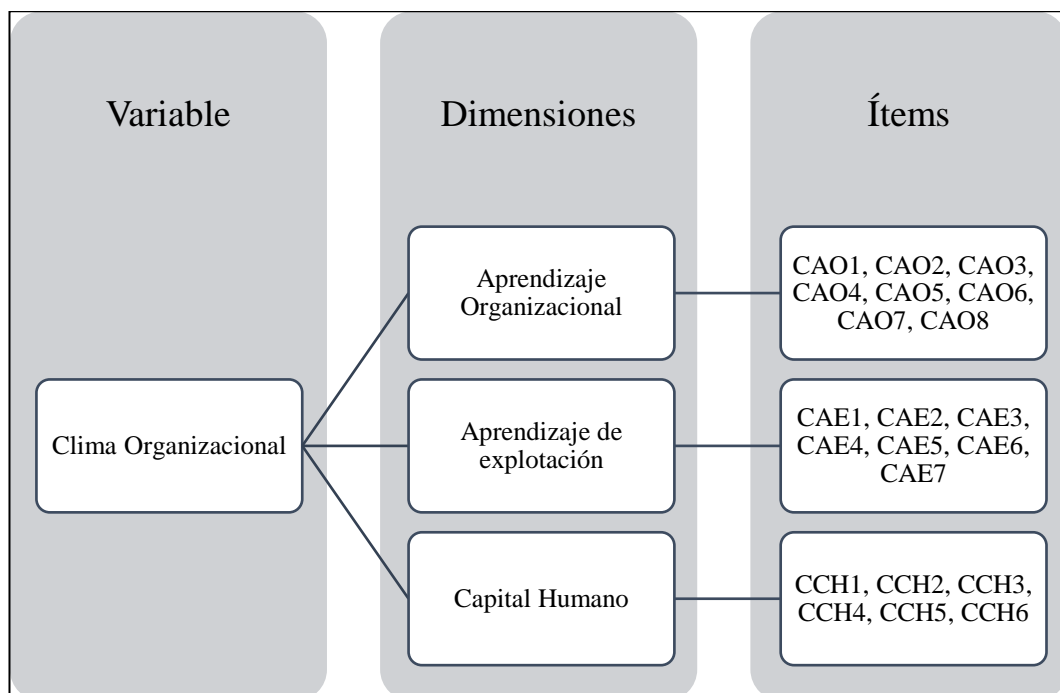 Variable
Dimensiones
Ítems
Clima Organizacional
Aprendizaje
Organizacional
CAO1, CAO2, CAO3,
CAO4, CAO5, CAO6,
CAO7, CAO8
Aprendizaje de
explotación
CAE1, CAE2, CAE3,
CAE4, CAE5, CAE6,
CAE7
Capital Humano
CCH1, CCH2, CCH3,
CCH4, CCH5, CCH6